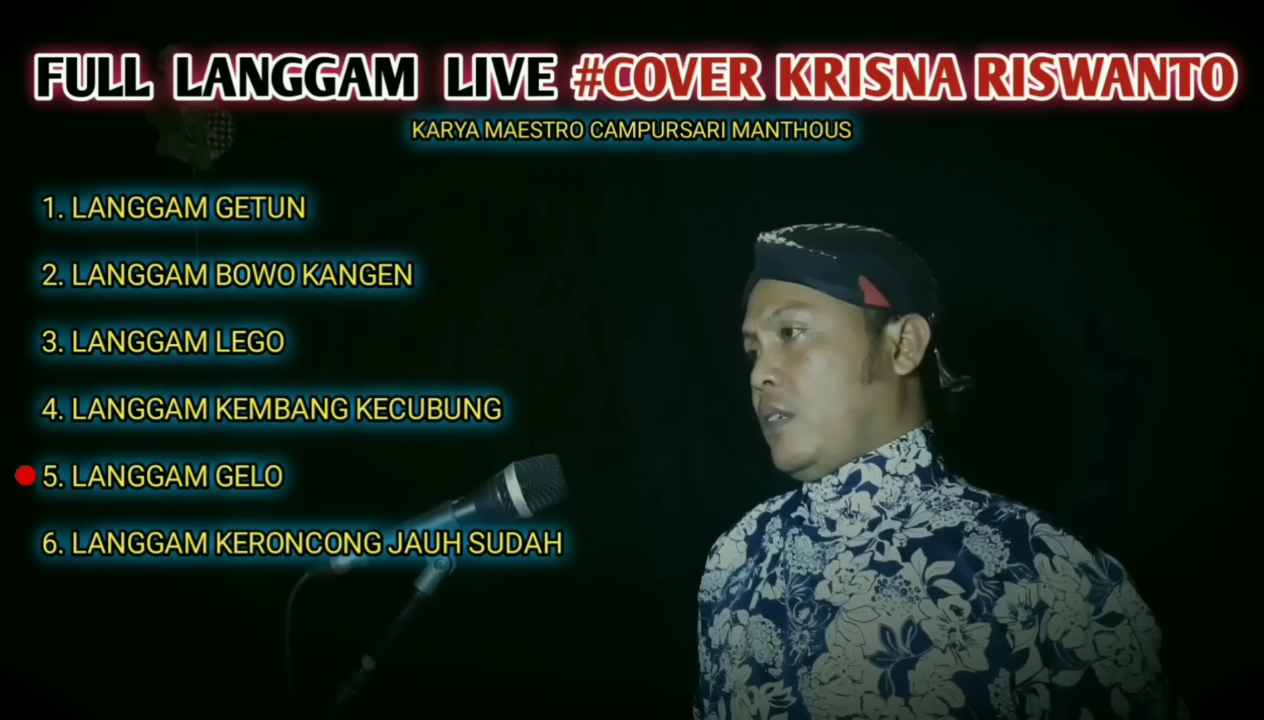 FULL LANGGAM LIVE #COVER KRISNA RISWANTO
KARYA MAESTRO CAMPURSARI MANTHOUS
1. LANGGAM GETUN
2. LANGGAM BOWO KANGEN
3. LANGGAM LEGO
4. LANGGAM KEMBANG KECUBUNG
5. LANGGAM GELO
6. LANGGAM KERONCONG JAUH SUDAH